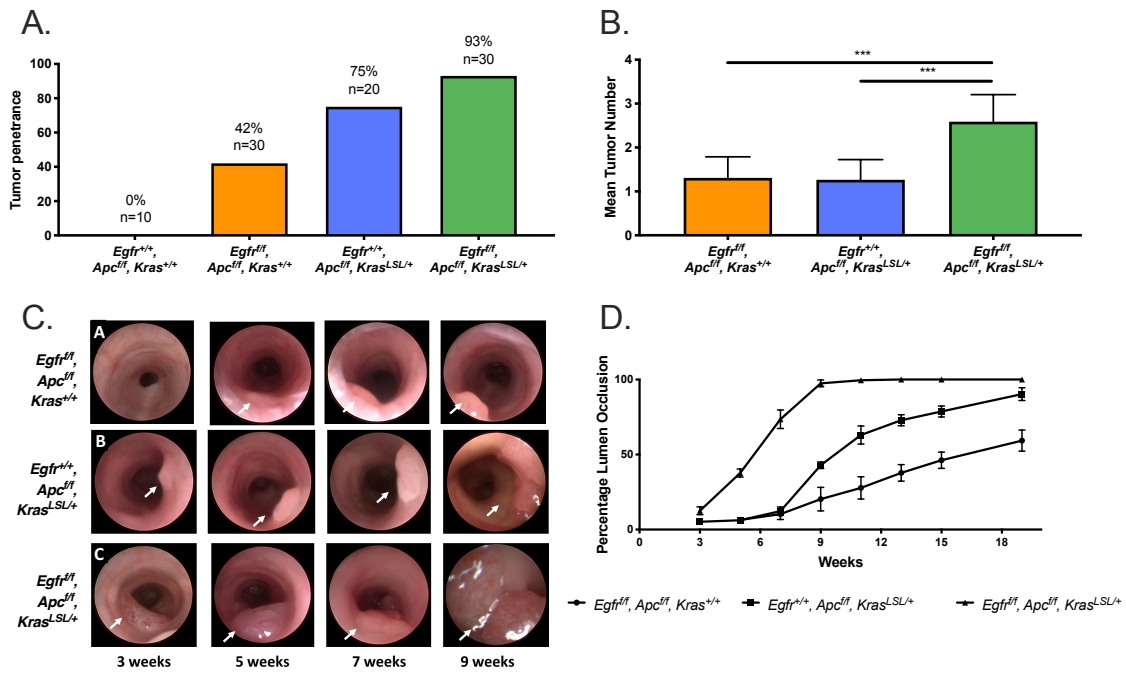 A.
Tumor penetrance
100
80
60
40
20
0
0%
n=10
42%
n=30
75%
n=20
93%
n=30
Egfr+/+,
Apcf/f, Kras+/+
Egfrf/f,
Apcf/f, Kras+/+
Egfr+/+,
Apcf/f, KrasLSL/+
Egfrf/f,
Apcf/f, KrasLSL/+
B.
Mean Tumor Number
4
3
2
1
0
***
***
Egfrf/f,
Apcf/f, Kras+/+
Egfr+/+,
Apcf/f, KrasLSL/+
Egfrf/f,
Apcf/f, KrasLSL/+
C.
Egfrf/f,
Apcf/f,
Kras+/+
A
Egfr+/+,
Apcf/f,
KrasLSL/+
B
Egfrf/f,
Apcf/f,
KrasLSL/+
C
3 weeks
5 weeks
7 weeks
9 weeks
D.
Percentage Lumen Occlusion
100
50
0
0
3
6
9
12
15
18
Weeks
Egfrf/f, Apcf/f, Kras+/+
Egfr+/+, Apcf/f, KrasLSL/+
Egfrf/f, Apcf/f, KrasLSL/+